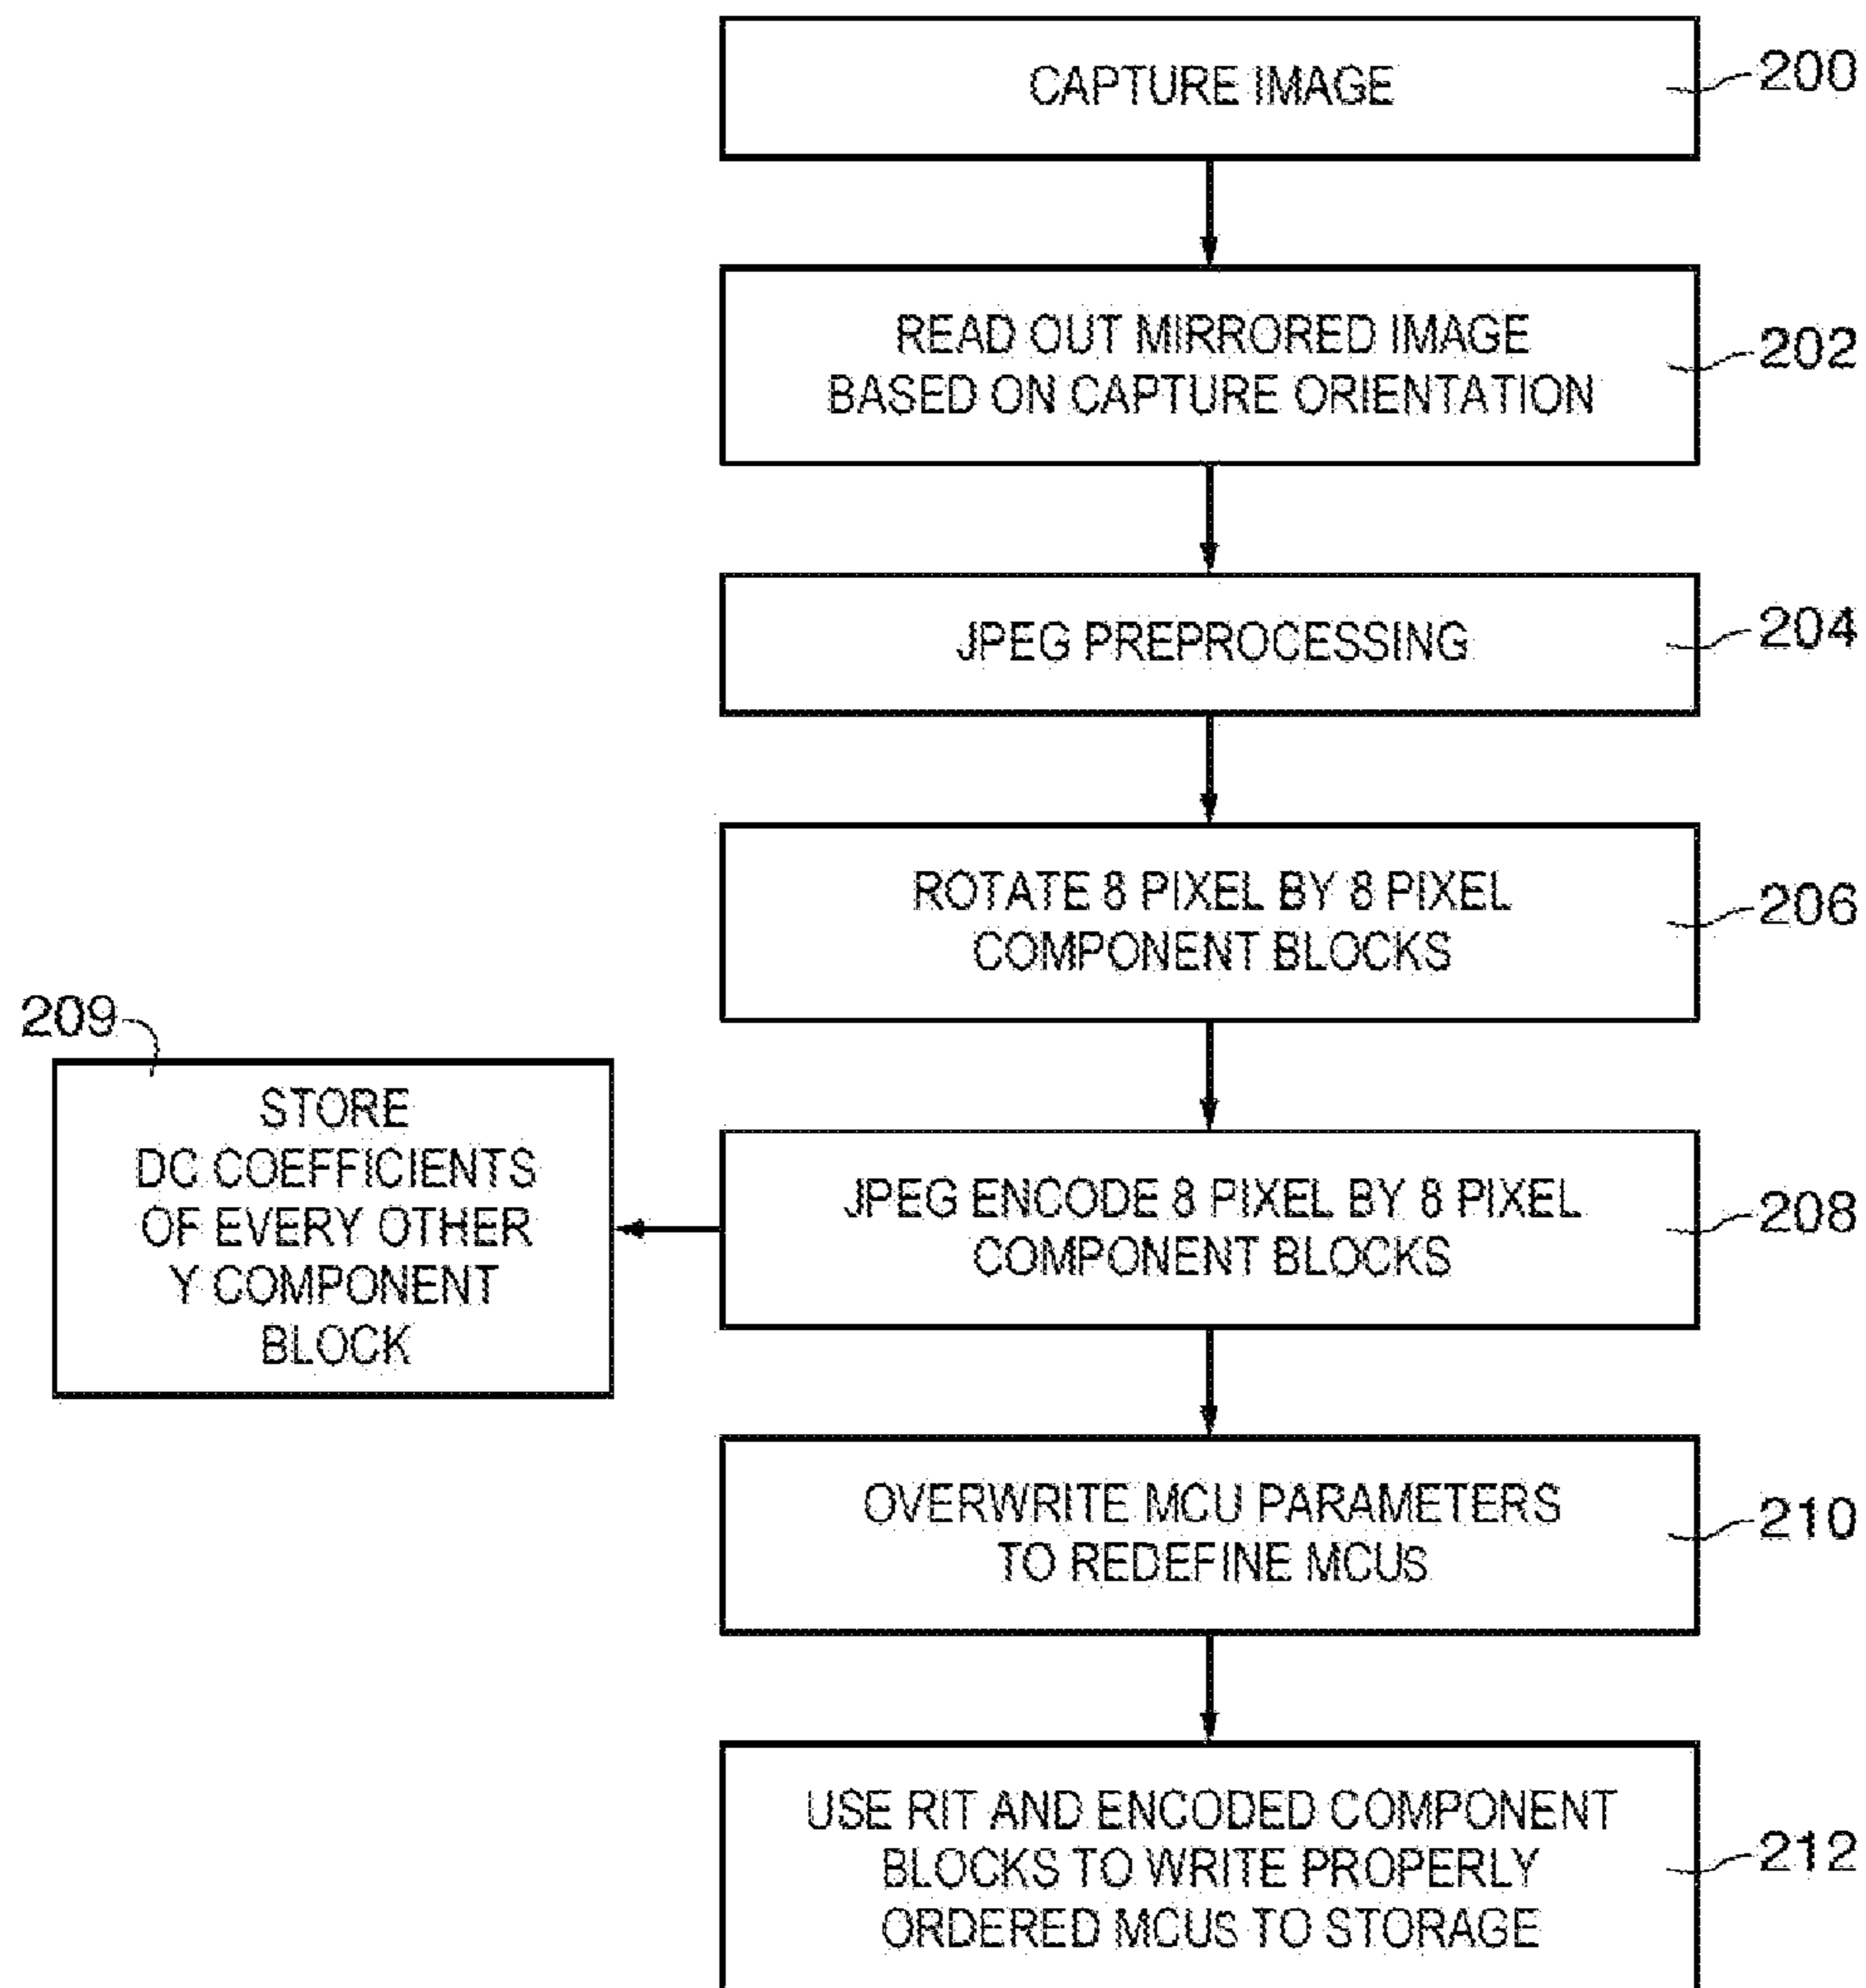 CAPTURE IMAGE
200
READ OUT MIRRORED IMAGE
BASED ON CAPTURE ORIENTATION
202
JPEG PREPROCESSING
204
ROTATE 8 PIXEL BY 8 PIXEL
COMPONENT BLOCKS
206
209
STORE
DC COEFFICIENTS
OF EVERY OTHER
Y COMPONENT
BLOCK
JPEG ENCODE 8 PIXEL BY 8 PIXEL
COMPONENT BLOCKS
208
OVERWRITE MCU PARAMETERS
TO REDEFINE MCUs
210
USE RIT AND ENCODED COMPONENT
BLOCKS TO WRITE PROPERLY
ORDERED MCUs TO STORAGE
212